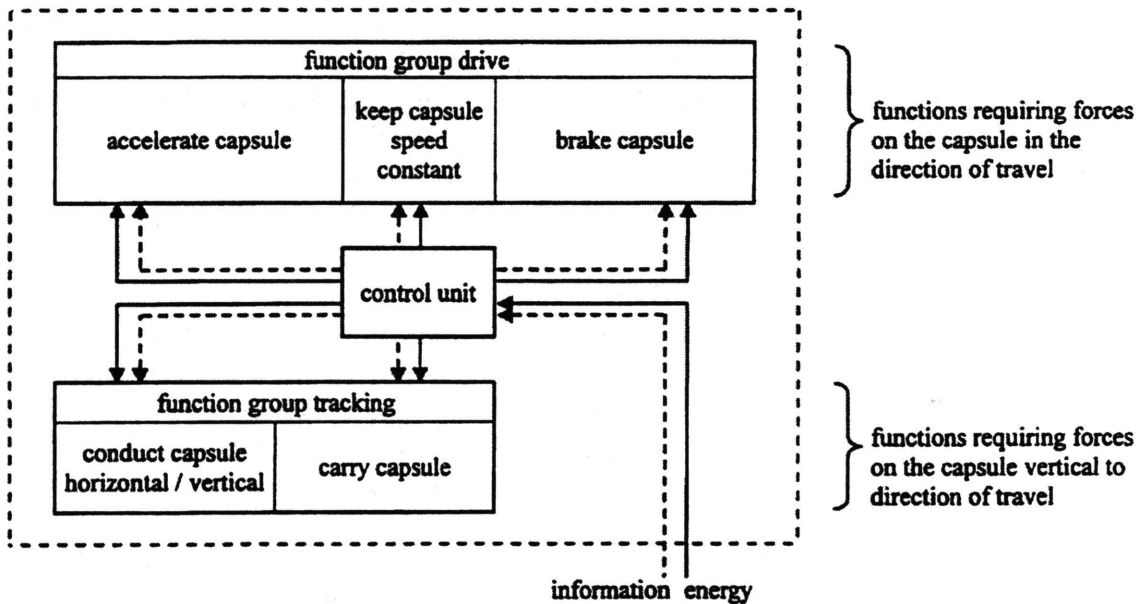 function group drive
accelerate capsule
keep capsule
speed
constant
brake capsule
functions requiring forces
on the capsule in the
direction of travel
control unit
function group tracking
conduct capsule
horizontal / vertical
carry capsule
functions requiring forces
on the capsule vertical to
direction of travel
information energy